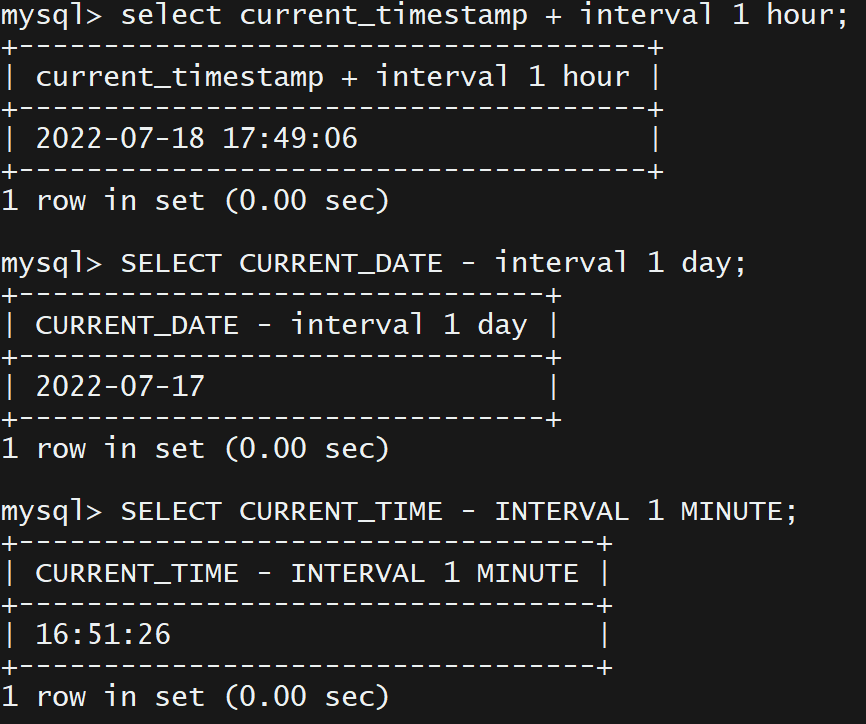 mysql> select current_timestamp + interval 1 hour;
+-------------------------------------+
| current_timestamp + interval 1 hour |
+-------------------------------------+
| 2022-07-18 17:49:06                 |
+-------------------------------------+
1 row in set (0.00 sec)

mysql> SELECT CURRENT_DATE - interval 1 day;
+-------------------------------+
| CURRENT_DATE - interval 1 day |
+-------------------------------+
| 2022-07-17                    |
+-------------------------------+
1 row in set (0.00 sec)

mysql> SELECT CURRENT_TIME - INTERVAL 1 MINUTE;
+----------------------------------+
| CURRENT_TIME - INTERVAL 1 MINUTE |
+----------------------------------+
| 16:51:26                         |
+----------------------------------+
1 row in set (0.00 sec)